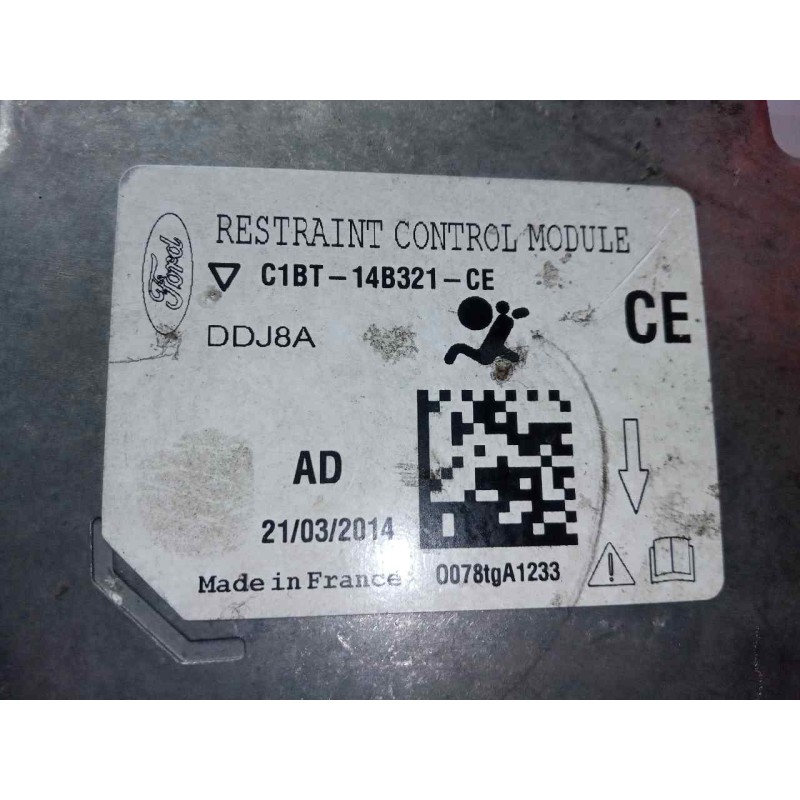 Ford
RESTRAINT CONTROL MODULE
C1BT-14B321-CE
CE
DDJ8A
AD
21/03/2014
Made in France
0078tgA1233